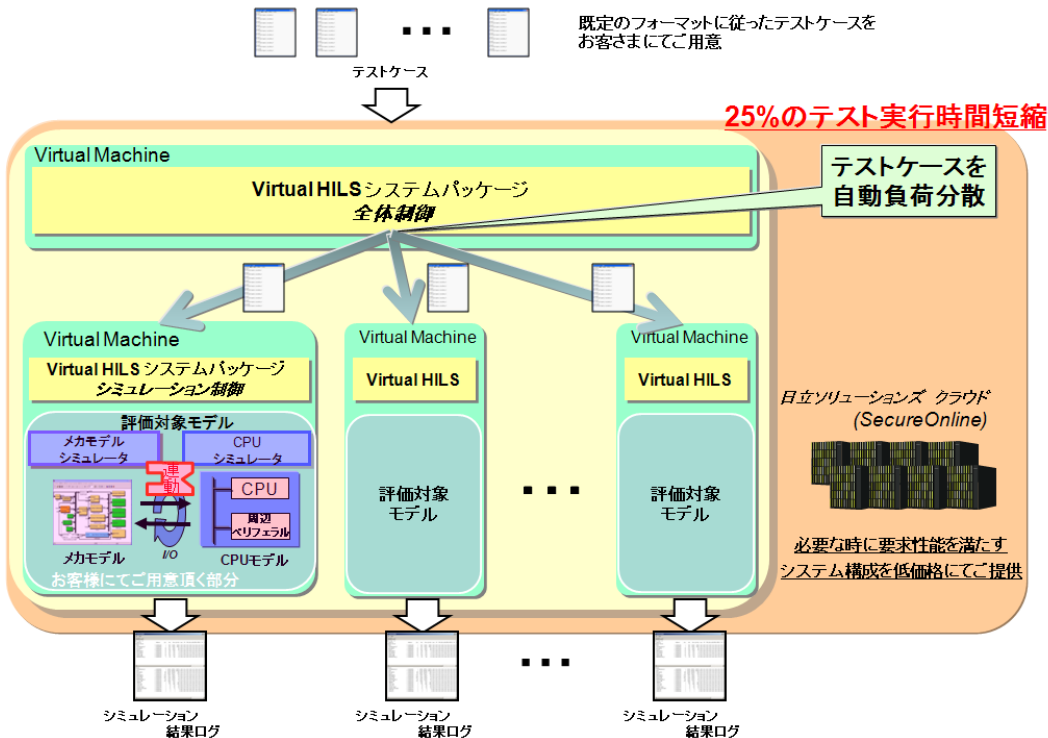 既定のフォーマットに従ったテストケースを
お客さまにてご用意
テストケース
25%のテスト実行時間短縮
Virtual Machine
Virtual HILSシステムパッケージ
全体制御
テストケースを
自動負荷分散
Virtual Machine
Virtual HILS システムパッケージ
シミュレーション制御
評価対象モデル
メカモデル
シミュレータ
CPU
シミュレータ
連動
CPU
周辺
ペリフェラル
I/O
メカモデル
CPUモデル
お客様にてご用意頂く部分
Virtual Machine
Virtual HILS
評価対象
モデル
Virtual Machine
Virtual HILS
評価対象
モデル
日立ソリューションズ クラウド
(SecureOnline)
必要な時に要求性能を満たす
システム構成を低価格にてご提供
シミュレーション
結果ログ
シミュレーション
結果ログ
シミュレーション
結果ログ